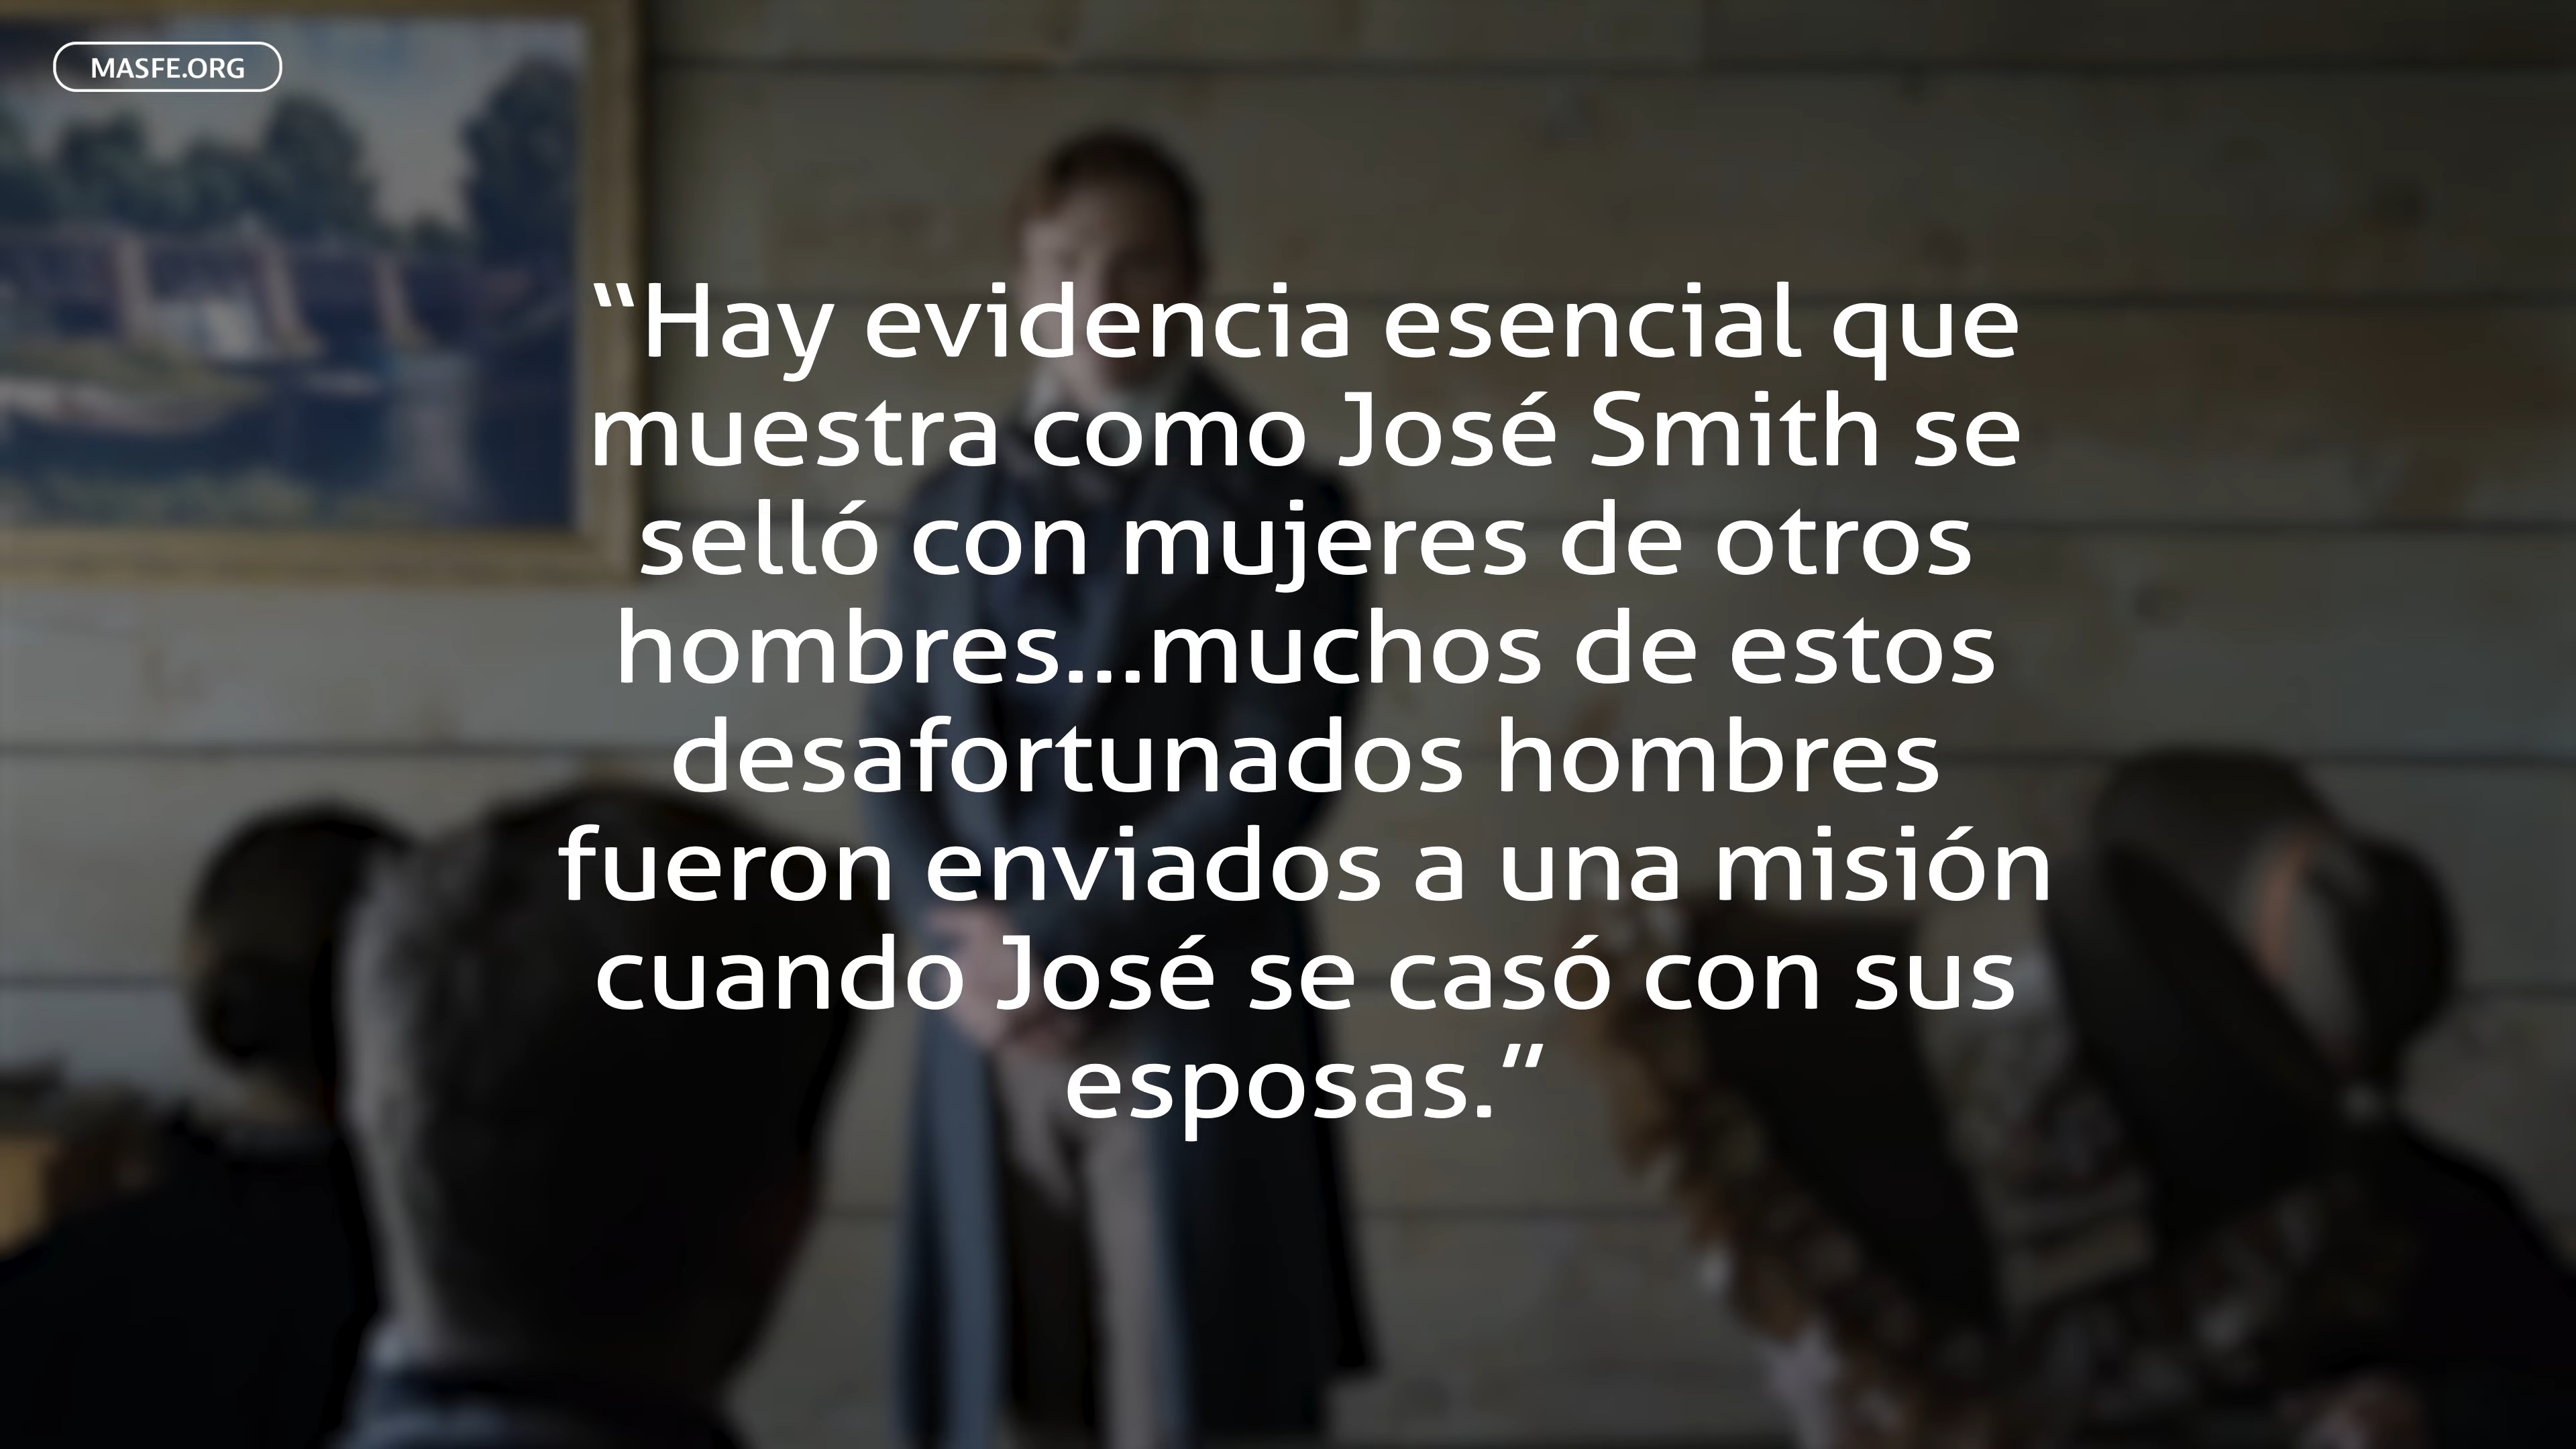 MASFE.ORG
“Hay evidencia esencial que
muestra como José Smith se
selló con mujeres de otros
hombres...muchos de estos
desafortunados hombres
fueron enviados a una misión
cuando José se casó con sus
esposas.”